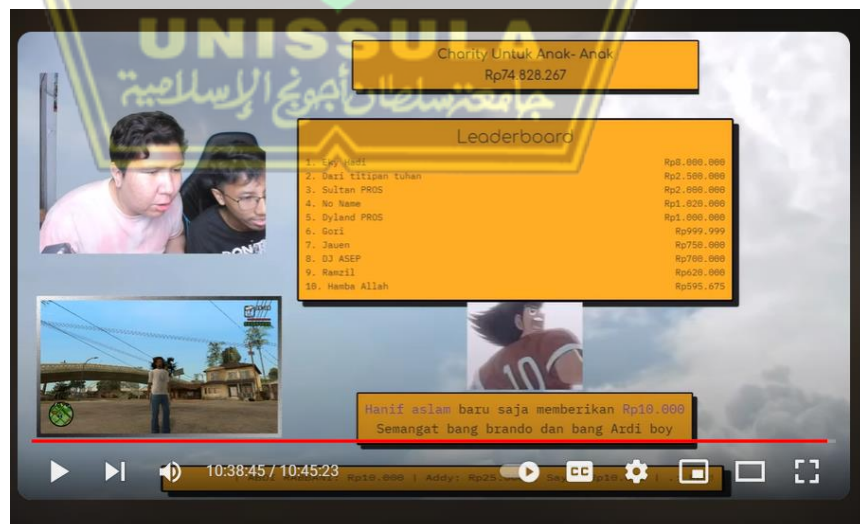 UNISSULA
جامعتسلطان أجونج الإسلامية
Charity Untuk Anak- Anak
Rp74.828.267
Leaderboard
1. Eky Hadi Rp8.000.000
2. Dari titipan tuhan Rp2.500.000
3. Sultan PROS Rp2.000.000
4. No Name Rp1.020.000
5. Dyland PROS Rp1.000.000
6. Gori Rp999.999
7. Jauen Rp750.000
8. DJ ASEP Rp700.000
9. Ramzil Rp620.000
10. Hamba Allah Rp595.675
DON'T
10
Hanif aslam baru saja memberikan Rp10.000
Semangat bang brando dan bang Ardi boy
10:38:45 / 10:45:23
CC
Rp10.000 | Addy: Rp25.